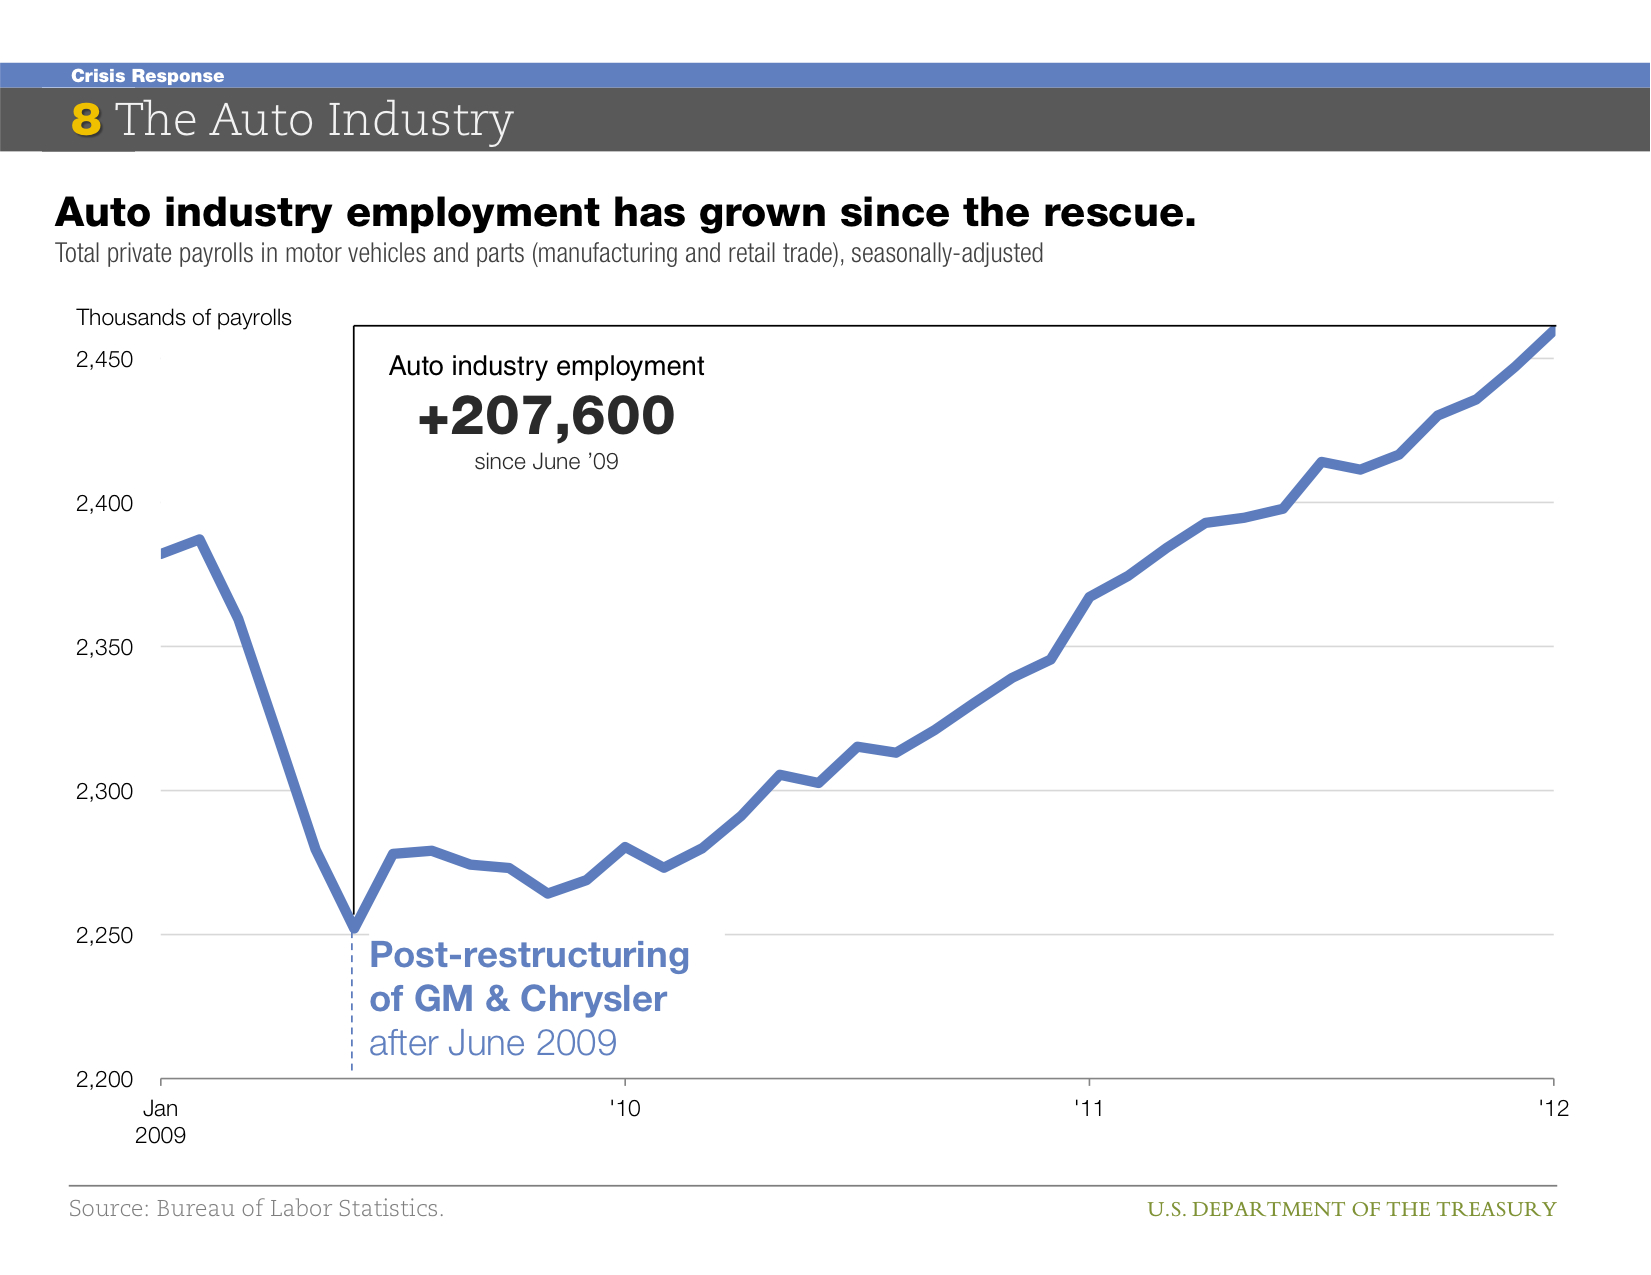 Crisis Response
8 The Auto Industry
Auto industry employment has grown since the rescue.
Total private payrolls in motor vehicles and parts (manufacturing and retail trade), seasonally-adjusted
Thousands of payrolls
2,450
Auto industry employment
+207,600
since June ’09
2,400
2,350
2,300
2,250
Post-restructuring
of GM & Chrysler
after June 2009
2,200
Jan
2009
'10
'11
'12
Source: Bureau of Labor Statistics.
U.S. DEPARTMENT OF THE TREASURY